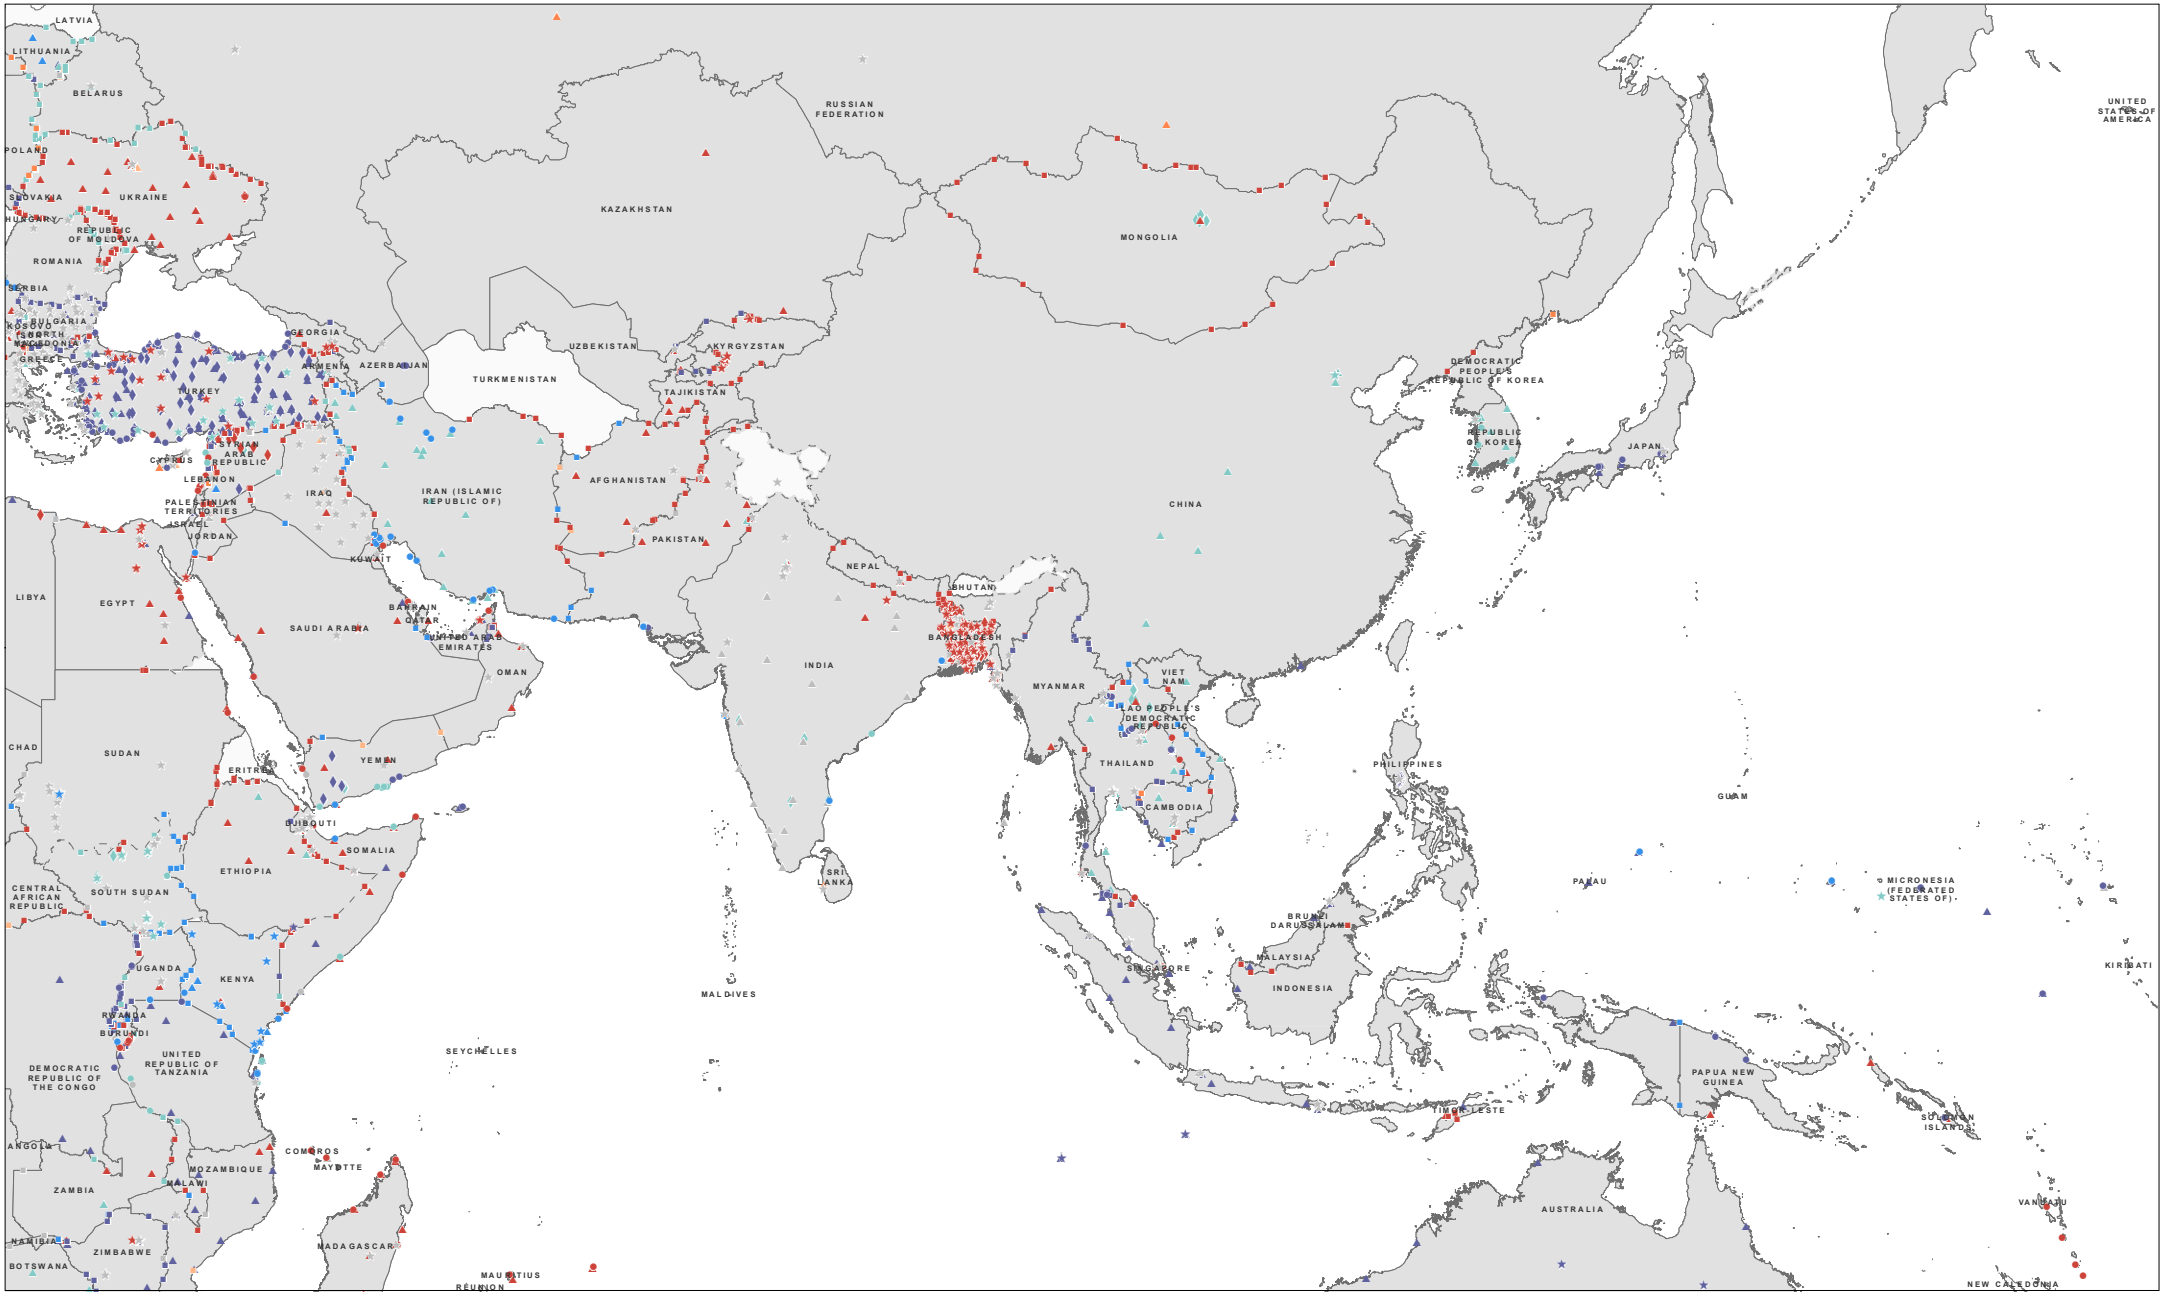 LATVIA
LITHUANIA
BELARUS
RUSSIAN
FEDERATION
UNITED
STATES OF
AMERICA
POLAND
SLOVAKIA
UKRAINE
HUNGARY
REPUBLIC
OF MOLDOVA
KAZAKHSTAN
MONGOLIA
ROMANIA
SERBIA
BULGARIA
KOSOVO
NORTH
MACEDONIA
GREECE
GEORGIA
ARMENIA
AZERBAIJAN
UZBEKISTAN
KYRGYZSTAN
TURKMENISTAN
TAJIKISTAN
TURKEY
DEMOCRATIC
PEOPLE'S
REPUBLIC OF KOREA
REPUBLIC
OF KOREA
JAPAN
CYPRUS
SYRIAN
ARAB
REPUBLIC
LEBANON
PALESTINIAN
TERRITORIES
ISRAEL
JORDAN
IRAQ
IRAN (ISLAMIC
REPUBLIC OF)
AFGHANISTAN
PAKISTAN
CHINA
KUWAIT
NEPAL
BHUTAN
LIBYA
EGYPT
SAUDI ARABIA
BAHRAIN
QATAR
UNITED ARAB
EMIRATES
OMAN
INDIA
BANGLADESH
MYANMAR
VIET
NAM
LAO PEOPLE'S
DEMOCRATIC
REPUBLIC
THAILAND
CAMBODIA
PHILIPPINES
GUAM
CHAD
SUDAN
ERITREA
YEMEN
DJIBOUTI
SOMALIA
ETHIOPIA
CENTRAL
AFRICAN
REPUBLIC
SOUTH SUDAN
SRI
LANKA
PALAU
MICRONESIA
(FEDERATED
STATES OF)
BRUNEI
DARUSSALAM
MALAYSIA
SINGAPORE
INDONESIA
KIRIBATI
MALDIVES
UGANDA
KENYA
RWANDA
BURUNDI
DEMOCRATIC
REPUBLIC OF
THE CONGO
UNITED
REPUBLIC OF
TANZANIA
SEYCHELLES
PAPUA NEW
GUINEA
TIMOR-LESTE
SOLOMON
ISLANDS
ANGOLA
COMOROS
MAYOTTE
ZAMBIA
MALAWI
MOZAMBIQUE
VANUATU
AUSTRALIA
NAMIBIA
ZIMBABWE
MADAGASCAR
BOTSWANA
MAURITIUS
RÉUNION
NEW CALEDONIA